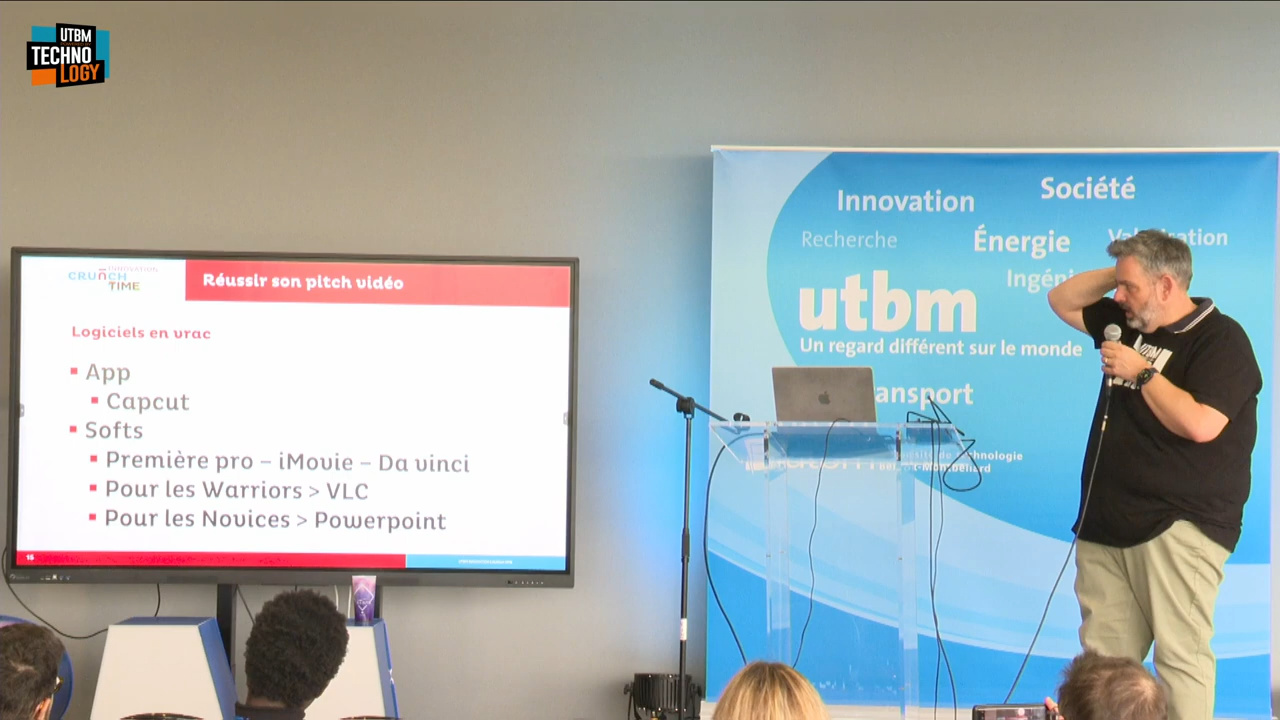 UTBM
TECHNO
LOGY
INNOVATION
CRUNCH
TIME
Réussir son pitch vidéo
Logiciels en vrac
App
Capcut
Softs
Première pro – iMovie – Da vinci
Pour les Warriors > VLC
Pour les Novices > Powerpoint
15
Innovation
Société
Recherche
Énergie
utbm
Un regard différent sur le monde